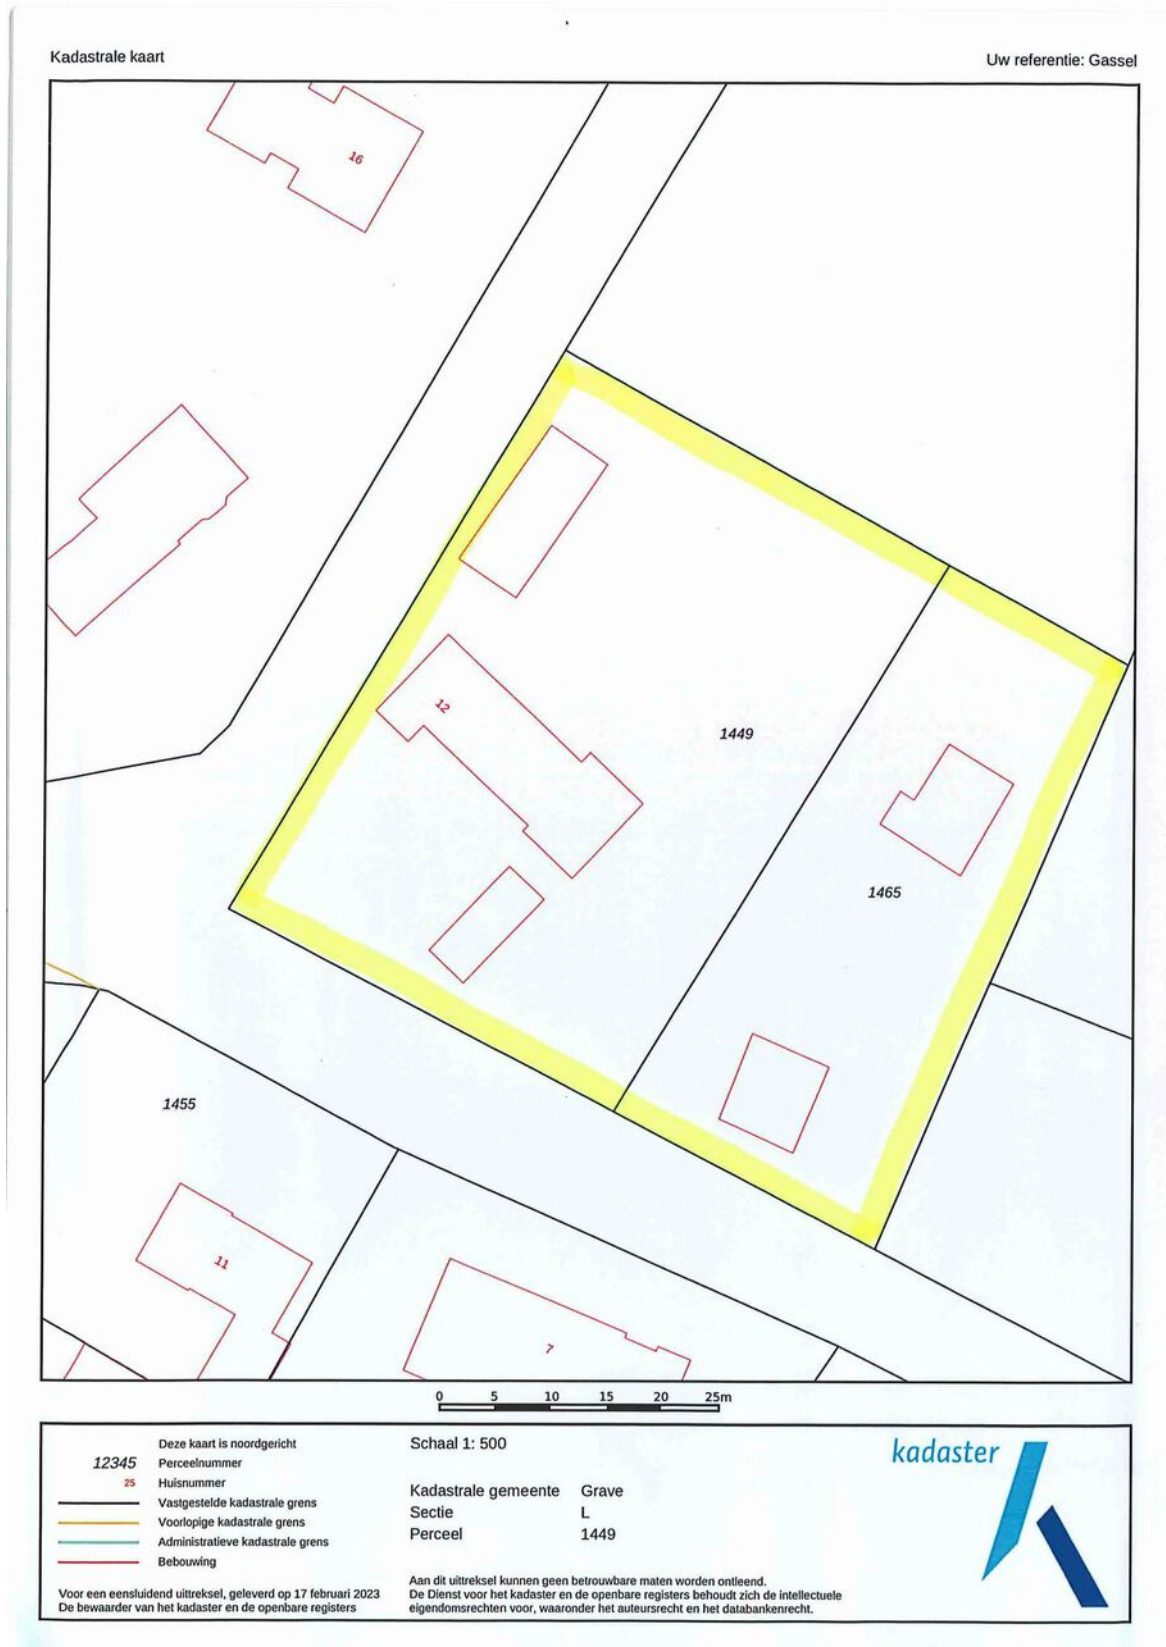 Kadastrale kaart
Uw referentie: Gassel
16
12
1449
1465
1455
11
7
0 5 10 15 20 25m
Deze kaart is noordgericht
12345 Perceelnummer
25 Huisnummer
Vastgestelde kadastrale grens
Voorlopige kadastrale grens
Administratieve kadastrale grens
Bebouwing
Voor een eensluidend uittreksel, geleverd op 17 februari 2023
De bewaarder van het kadaster en de openbare registers
Schaal 1: 500
Kadastrale gemeente Grave
Sectie L
Perceel 1449
Aan dit uittreksel kunnen geen betrouwbare maten worden ontleend.
De Dienst voor het kadaster en de openbare registers behoudt zich de intellectuele
eigendomsrechten voor, waaronder het auteursrecht en het databankenrecht.
kadaster